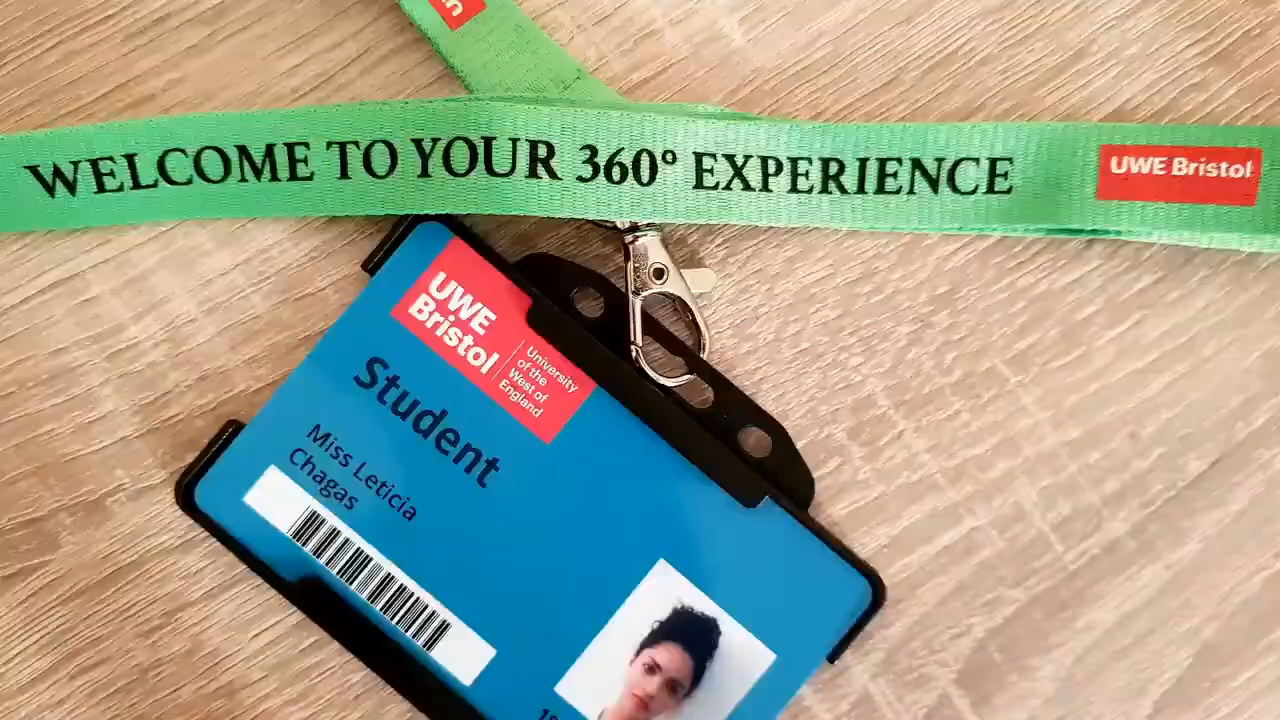 WELCOME TO YOUR 360° EXPERIENCE
UWE Bristol
UWE
Bristol
University
of the
West of
England
Student
Miss Leticia
Chagas